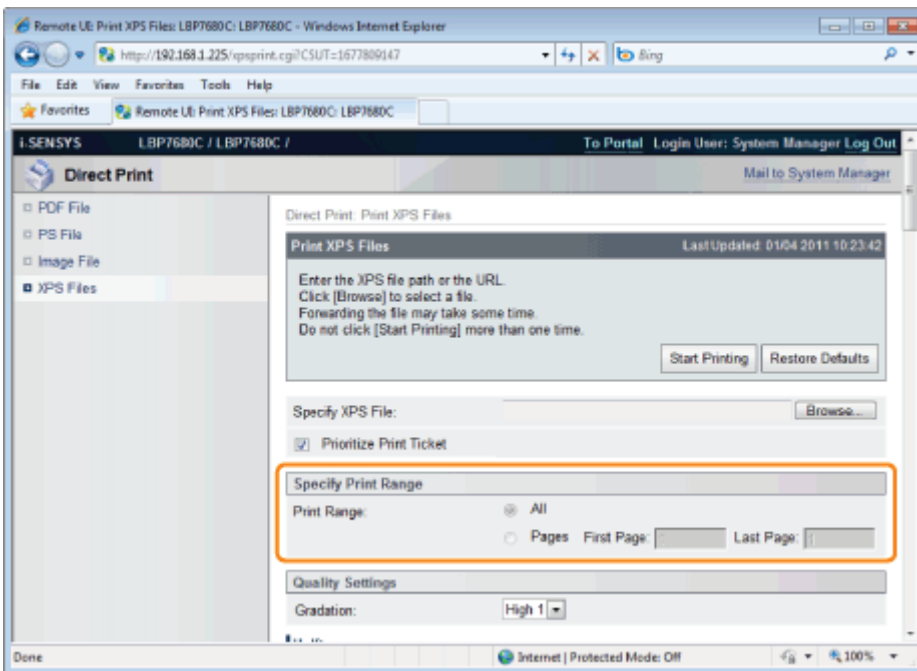 Remote UI: Print XPS Files: LBP7680C: LBP7680C - Windows Internet Explorer
http://192.168.1.225/xpsprint.cgi?CSUT=1677809147
Bing
File Edit View Favorites Tools Help
Favorites Remote UI: Print XPS Files: LBP7680C: LBP7680C
i-SENSYS LBP7680C / LBP7680C / To Portal Login User: System Manager Log Out
Direct Print Mail to System Manager
PDF File
PS File
Image File
XPS Files
Direct Print: Print XPS Files
Print XPS Files Last Updated: 01/04 2011 10:23:42
Enter the XPS file path or the URL.
Click [Browse] to select a file.
Forwarding the file may take some time.
Do not click [Start Printing] more than one time.
Start Printing Restore Defaults
Specify XPS File: Browse...
Prioritize Print Ticket
Specify Print Range
Print Range: All
Pages First Page: Last Page:
Quality Settings
Gradation: High 1
Done Internet | Protected Mode: Off 100%